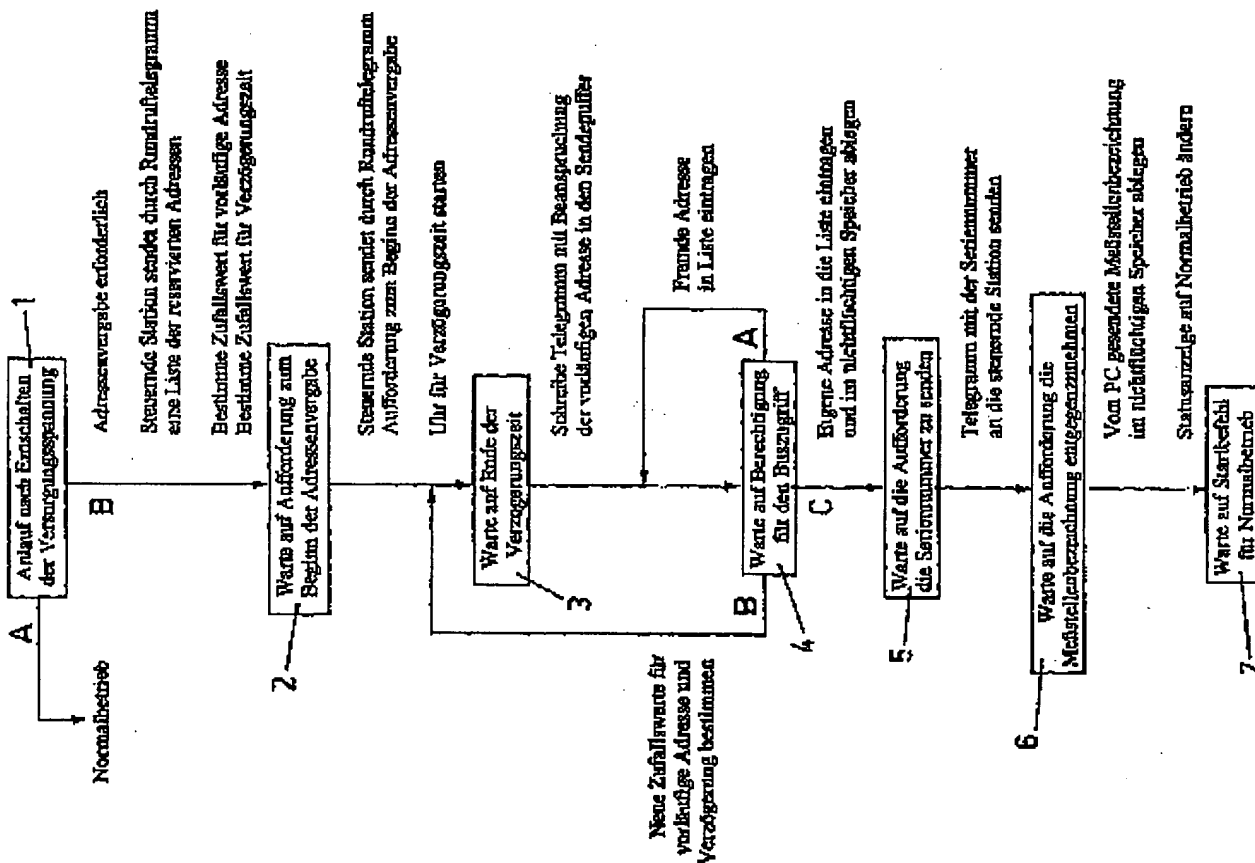 1
Anlauf nach Einschalten
der Versorgungsspannung
A
Normalbetrieb
B
Adressenvergabe erforderlich
Steuernde Station sendet durch Rundruftelegramm
eine Liste der reservierten Adressen
Bestimme Zufallswert für vorläufige Adresse
Bestimme Zufallswert für Verzögerungszeit
2
Warte auf Aufforderung zum
Beginn der Adressenvergabe
Steuernde Station sendet durch Rundruftelegramm
Aufforderung zum Beginn der Adressenvergabe
Uhr für Verzögerungszeit starten
3
Warte auf Ende der
Verzögerungszeit
Schreibe Telegramm mit Beanspruchung
der vorläufigen Adresse in den Sendepuffer
Fremde Adresse
in Liste eintragen
4
Warte auf Berechtigung
für den Buszugriff
A
B
Neue Zufallswerte für
vorläufige Adresse und
Verzögerung bestimmen
C
Eigene Adresse in die Liste eintragen
und im nichtflüchtigen Speicher ablegen
5
Warte auf die Aufforderung
die Seriennummer zu senden
Telegramm mit der Seriennummer
an die steuernde Station senden
6
Warte auf die Aufforderung die
Meßstellenbezeichnung entgegenzunehmen
Vom PC gesendete Meßstellenbezeichnung
im nichtflüchtigen Speicher ablegen
Statusanzeige auf Normalbetrieb ändern
7
Warte auf Startbefehl
für Normalbetrieb